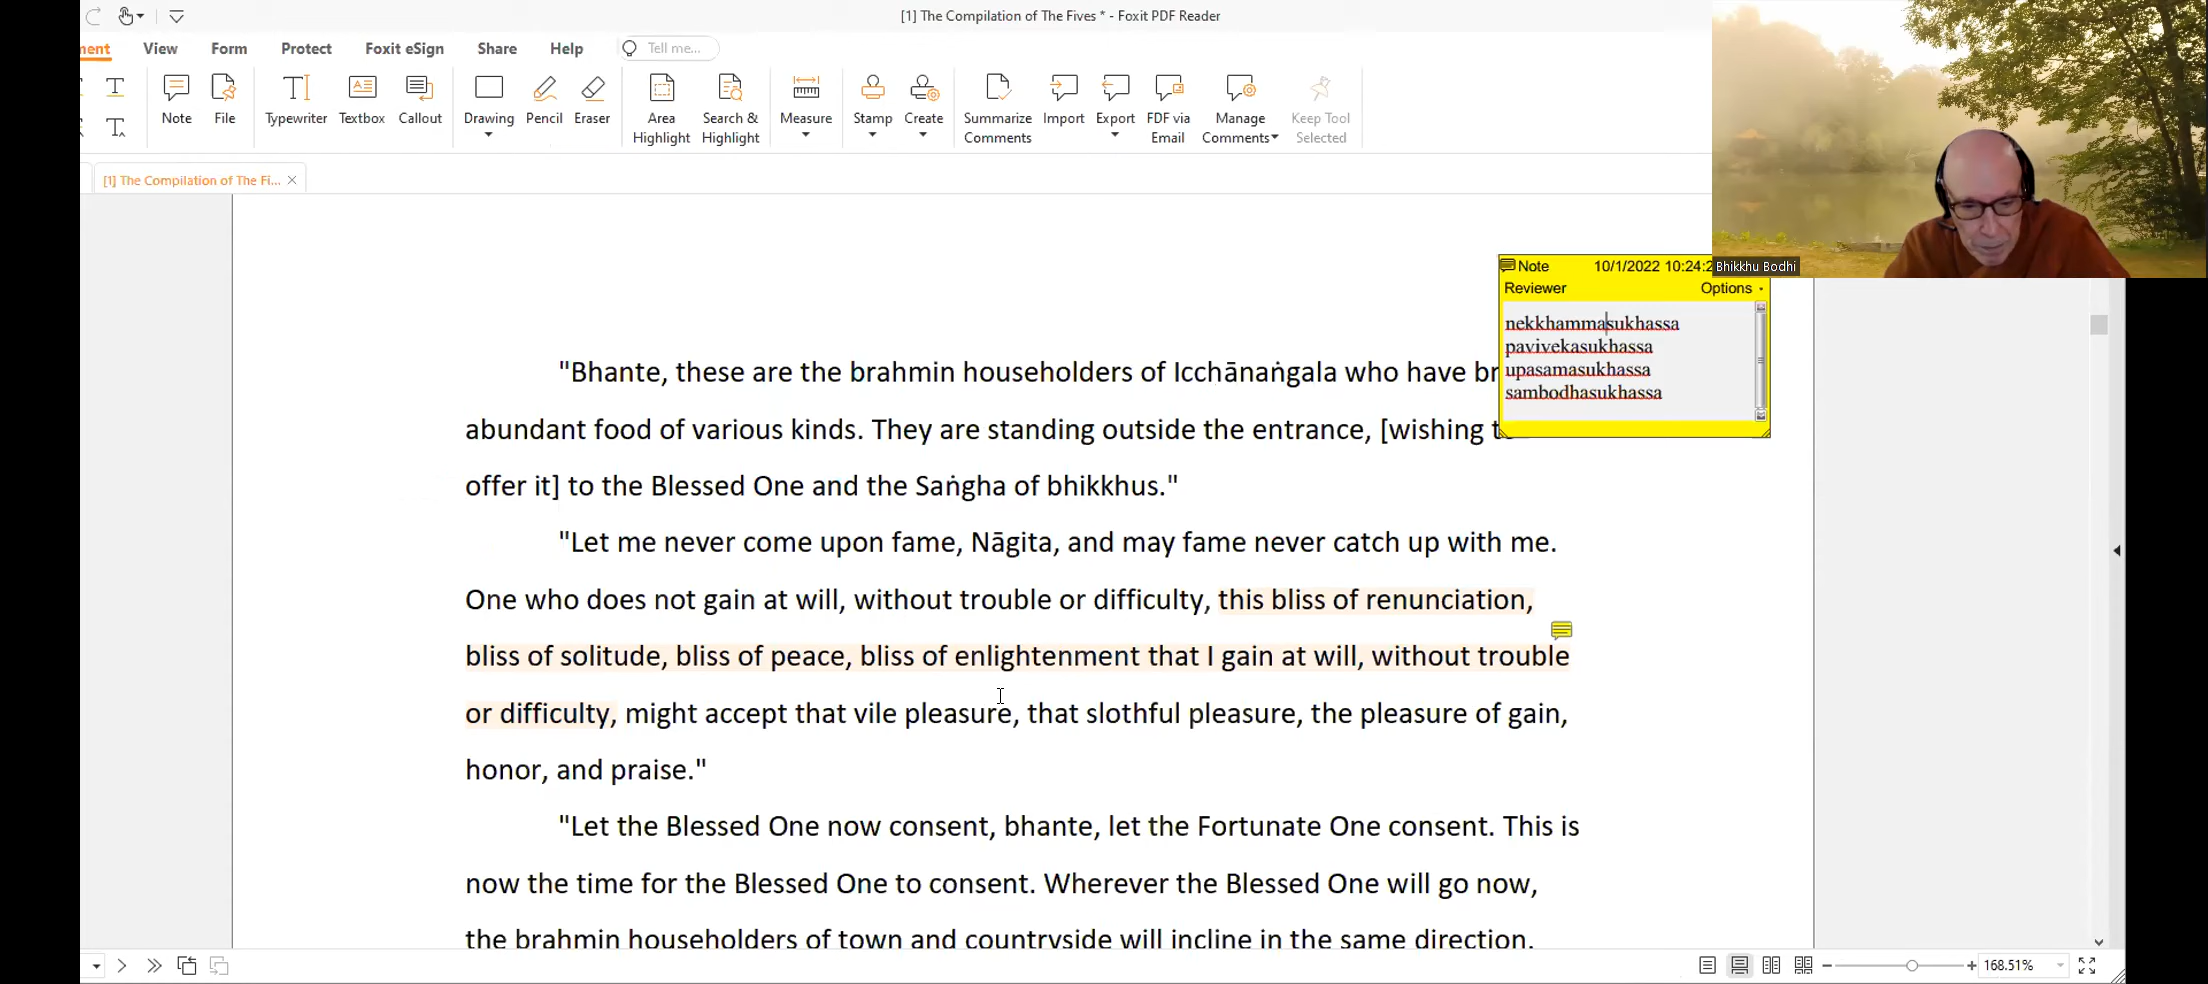 [1] The Compilation of The Fives * - Foxit PDF Reader
View Form Protect Foxit eSign Share Help Tell me...
Note File Typewriter Textbox Callout Drawing Pencil Eraser Area Highlight Search & Highlight Measure Stamp Create Summarize Comments Import Export FDF via Email Manage Comments Keep Tool Selected
[1] The Compilation of The Fi...
Bhikkhu Bodhi
Note 10/1/2022 10:24:2
Reviewer Options
nekkhammasukhassa
pavivekasukhassa
upasamasukhassa
sambodhasukhassa
"Bhante, these are the brahmin householders of Icchānaṅgala who have br
abundant food of various kinds. They are standing outside the entrance, [wishing
offer it] to the Blessed One and the Saṅgha of bhikkhus."
"Let me never come upon fame, Nāgita, and may fame never catch up with me.
One who does not gain at will, without trouble or difficulty, this bliss of renunciation,
bliss of solitude, bliss of peace, bliss of enlightenment that I gain at will, without trouble
or difficulty, might accept that vile pleasure, that slothful pleasure, the pleasure of gain,
honor, and praise."
"Let the Blessed One now consent, bhante, let the Fortunate One consent. This is
now the time for the Blessed One to consent. Wherever the Blessed One will go now,
the brahmin householders of town and countryside will incline in the same direction.
168.51%